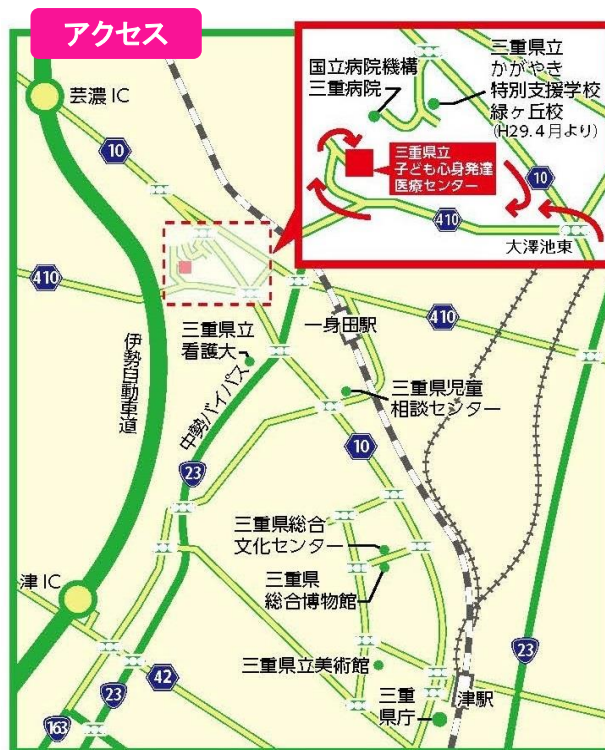 アクセス
芸濃IC
10
410
伊勢自動車道
津IC
163
23
42
三重県立
看護大
中勢バイパス
23
一身田駅
410
三重県児童
相談センター
10
三重県総合
文化センター
三重県
総合博物館
三重県立美術館
三重
県庁
津駅
23
国立病院機構
三重病院
三重県立
かがやき
特別支援学校
緑ヶ丘校
(H29.4月より)
三重県立
子ども心身発達
医療センター
10
410
大澤池東